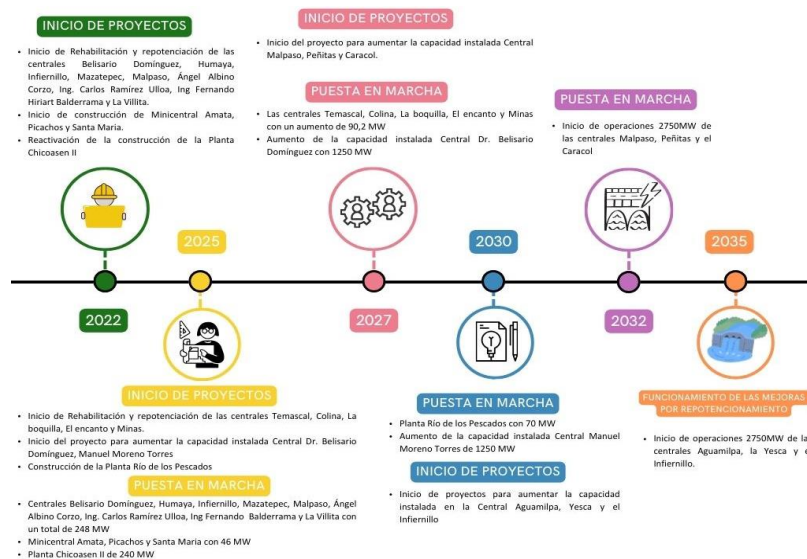 INICIO DE PROYECTOS
• Inicio de Rehabilitación y repotenciación de las
centrales Belisario Domínguez, Humaya,
Infiernillo, Mazatepec, Malpaso, Ángel Albino
Corzo, Ing. Carlos Ramírez Ulloa, Ing Fernando
Hiriart Balderrama y La Villita.
• Inicio de construcción de Minicentral Amata,
Picachos y Santa Maria.
• Reactivación de la construcción de la Planta
Chicoasen II
2022
2025
INICIO DE PROYECTOS
• Inicio de Rehabilitación y repotenciación de las centrales Temascal, Colina, La
boquilla, El encanto y Minas.
• Inicio del proyecto para aumentar la capacidad instalada Central Dr. Belisario
Domínguez, Manuel Moreno Torres
• Construcción de la Planta Río de los Pescados
PUESTA EN MARCHA
• Centrales Belisario Domínguez, Humaya, Infiernillo, Mazatepec, Malpaso, Ángel
Albino Corzo, Ing. Carlos Ramírez Ulloa, Ing Fernando Balderrama y La Villita con
un total de 248 MW
• Minicentral Amata, Picachos y Santa Maria con 46 MW
• Planta Chicoasen II de 240 MW
INICIO DE PROYECTOS
• Inicio del proyecto para aumentar la capacidad instalada Central
Malpaso, Peñitas y Caracol.
PUESTA EN MARCHA
• Las centrales Temascal, Colina, La boquilla, El encanto y Minas
con un aumento de 90,2 MW
• Aumento de la capacidad instalada Central Dr. Belisario
Domínguez con 1250 MW
2027
2030
PUESTA EN MARCHA
• Planta Río de los Pescados con 70 MW
• Aumento de la capacidad instalada Central Manuel
Moreno Torres de 1250 MW
INICIO DE PROYECTOS
• Inicio de proyectos para aumentar la capacidad
instalada en la Central Aguamilpa, Yesca y el
Infiernillo
PUESTA EN MARCHA
• Inicio de operaciones 2750MW de
las centrales Malpaso, Peñitas y el
Caracol
2032
2035
FUNCIONAMIENTO DE LAS MEJORAS
POR REPOTENCIONAMIENTO
• Inicio de operaciones 2750MW de la
centrales Aguamilpa, la Yesca y e
Infiernillo.